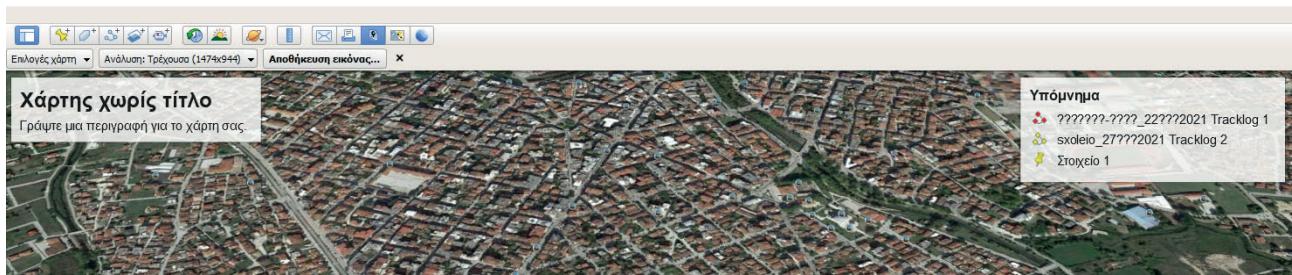 Επιλογές χάρτη
Ανάλυση: Τρέχουσα (1474x944)
Αποθήκευση εικόνας...
Χάρτης χωρίς τίτλο
Γράψτε μια περιγραφή για το χάρτη σας.
Υπόμνημα
???????-????_22???2021 Tracklog 1
sxoleio_27???2021 Tracklog 2
Στοιχείο 1